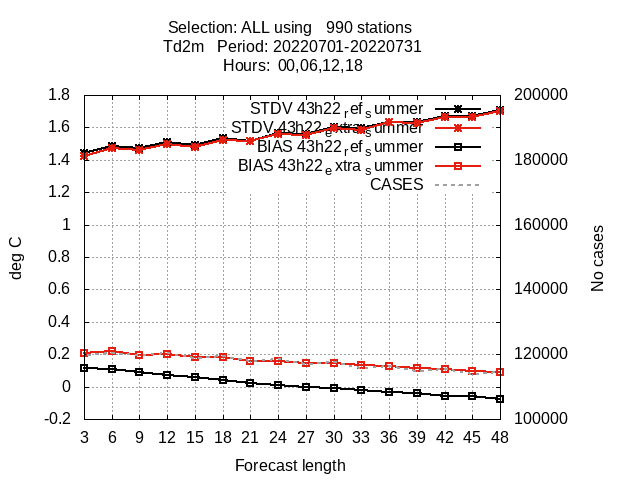 Selection: ALL using   990 stations
Td2m   Period: 20220701-20220731
Hours:  00,06,12,18
1.8
1.6
1.4
1.2
1
0.8
0.6
0.4
0.2
0
-0.2
200000
180000
160000
140000
120000
100000
STDV 43h22_ref_summer
STDV 43h22_extra_summer
BIAS 43h22_ref_summer
BIAS 43h22_extra_summer
CASES
deg C
No cases
3 6 9 12 15 18 21 24 27 30 33 36 39 42 45 48
Forecast length